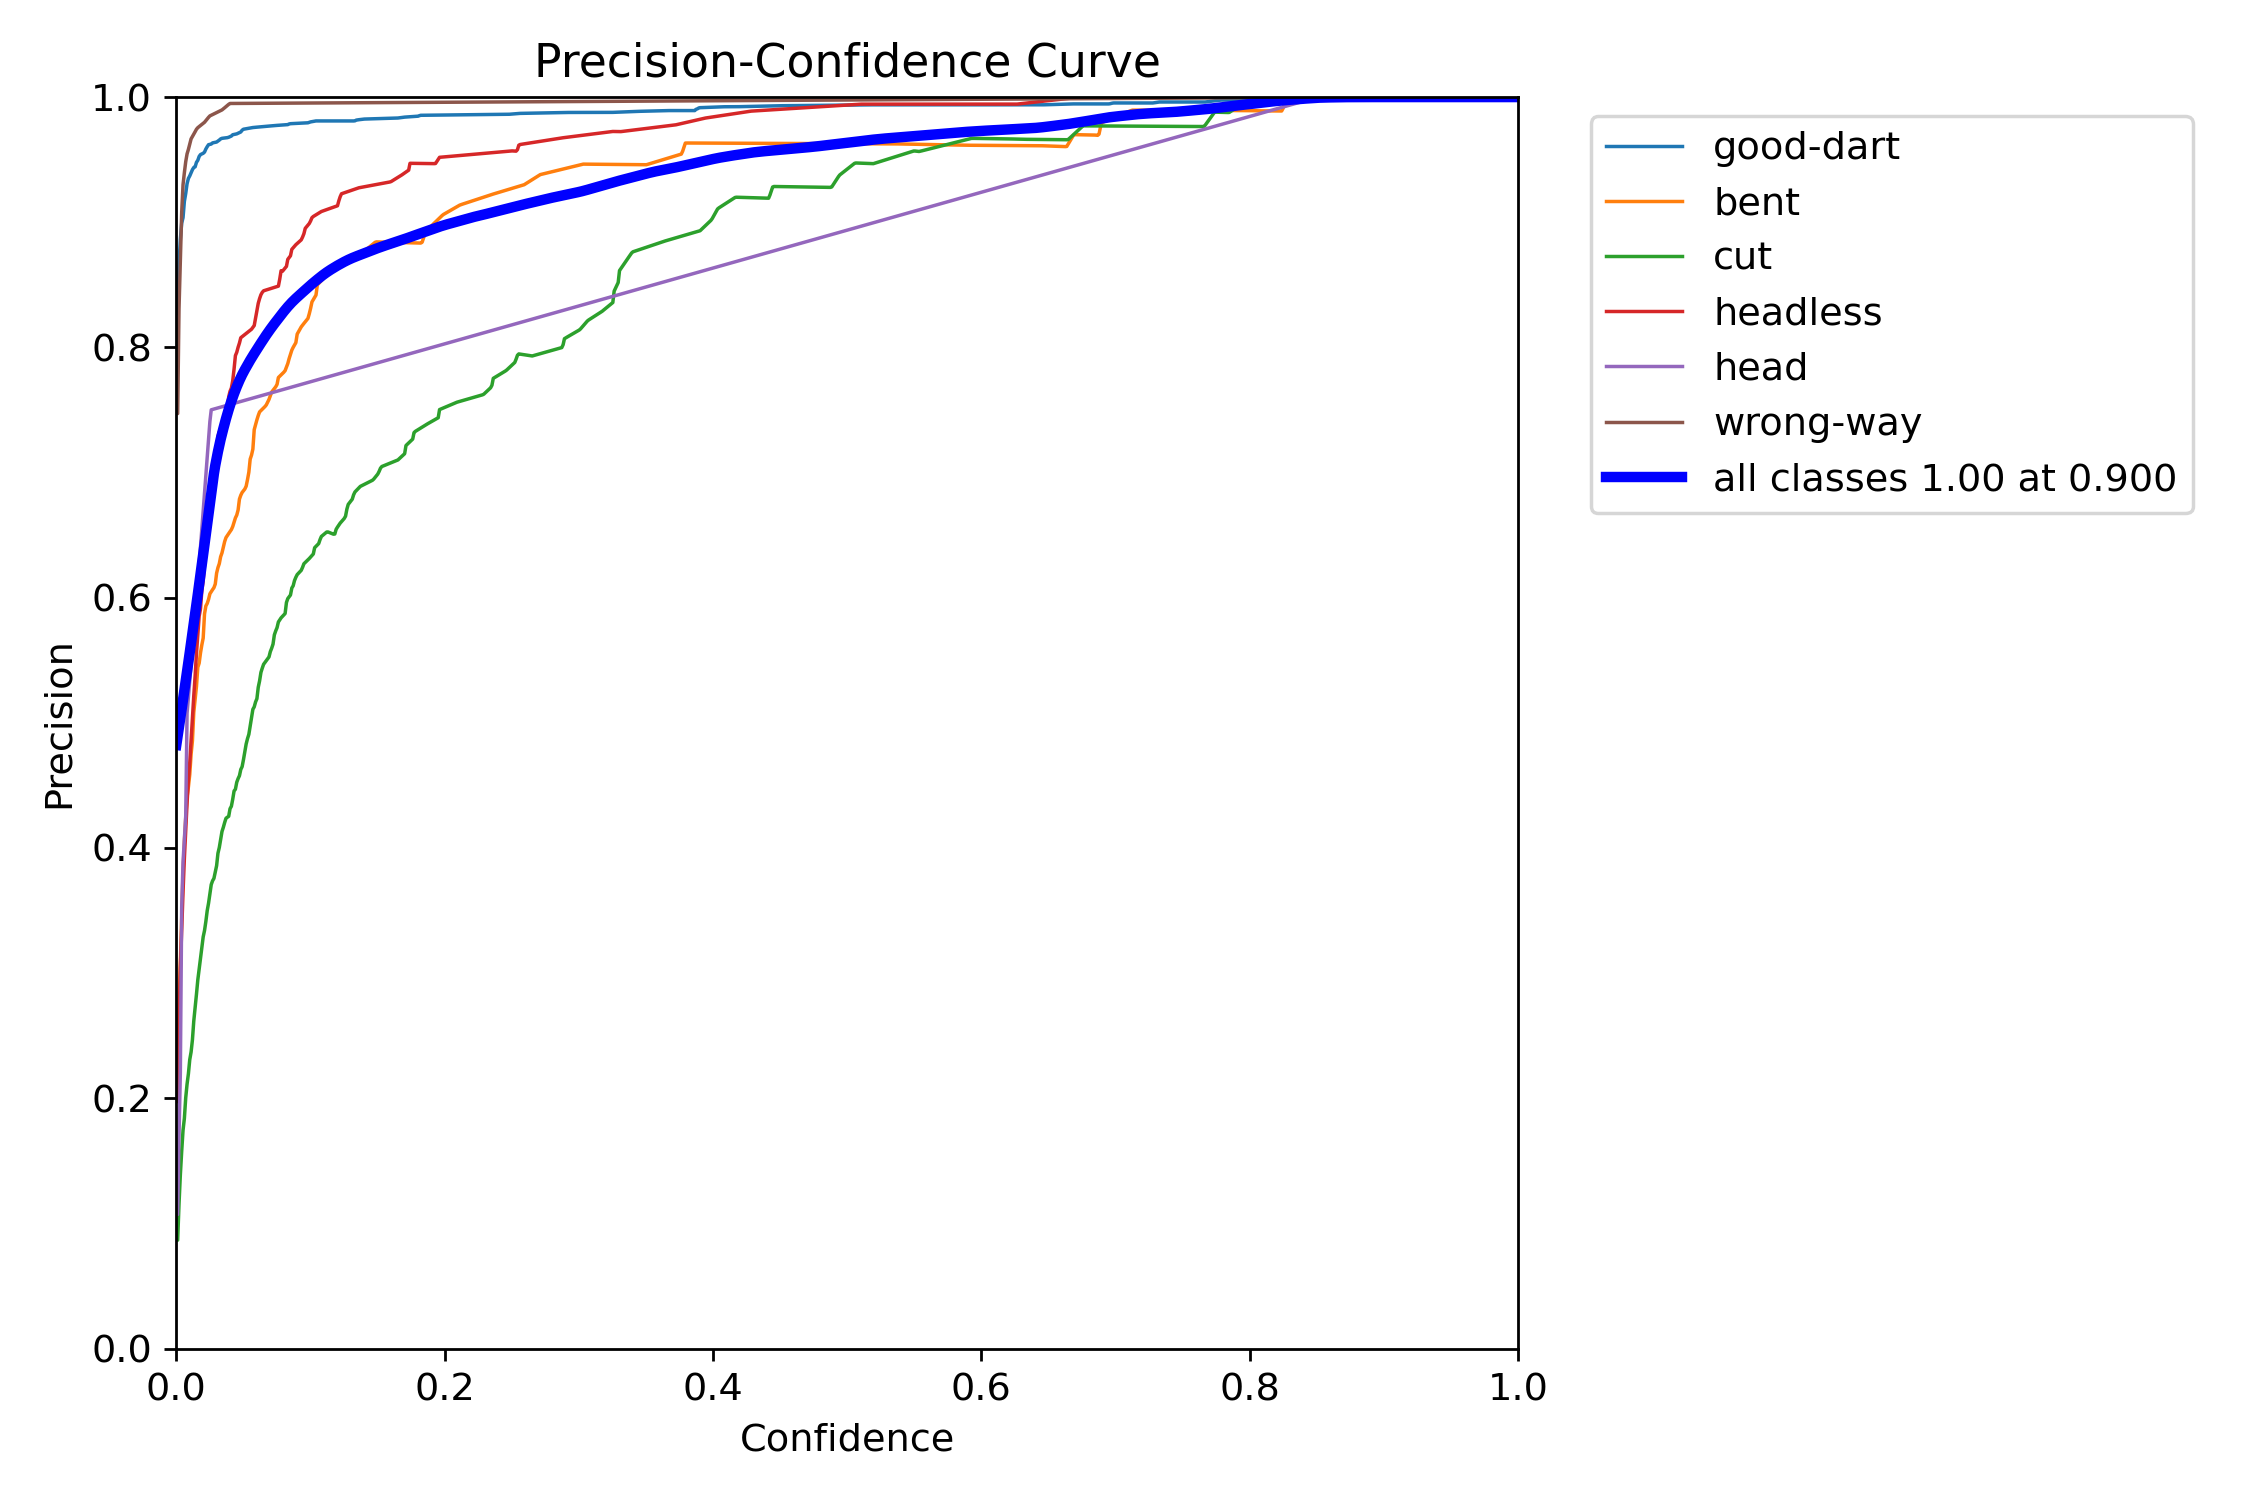 Precision-Confidence Curve
1.0
0.8
0.6
0.4
0.2
0.0
Precision
0.0 0.2 0.4 0.6 0.8 1.0
Confidence
good-dart
bent
cut
headless
head
wrong-way
all classes 1.00 at 0.900